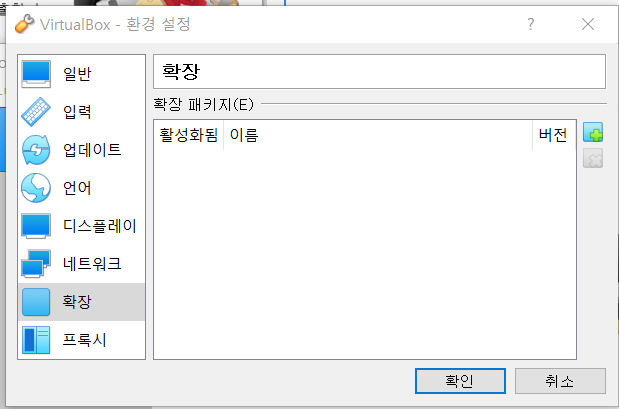 VirtualBox - 환경 설정
일반
입력
업데이트
언어
디스플레이
네트워크
확장
프록시
확장
확장 패키지(E)
활성화됨 이름 버전
확인 취소